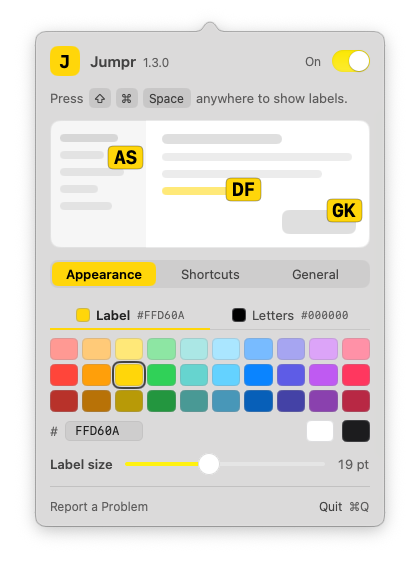 J Jumpr 1.3.0 On
Press ⇧ ⌘ Space anywhere to show labels.
AS
DF
GK
Appearance Shortcuts General
Label #FFD60A Letters #000000
# FFD60A
Label size 19 pt
Report a Problem Quit ⌘Q